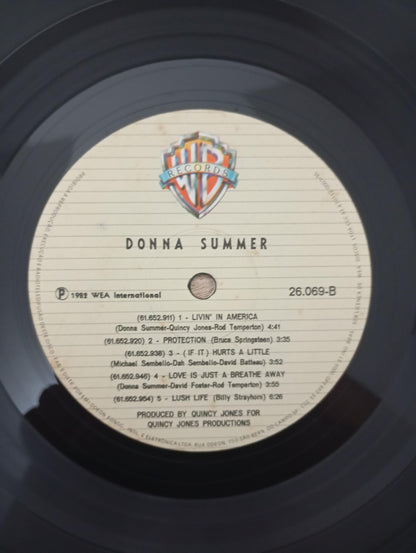 WB
RECORDS
DONNA SUMMER
℗ 1982 WEA International
26.069-B
(61.652.911) 1 - LIVIN' IN AMERICA
(Donna Summer-Quincy Jones-Rod Temperton) 4:41
(61.652.920) 2 - PROTECTION (Bruce Springsteen) 3:35
(61.652.938) 3 - (IF IT) HURTS A LITTLE
(Michael Sembello-Dah Sembello-David Batteau) 3:52
(61.652.946) 4 - LOVE IS JUST A BREATHE AWAY
(Donna Summer-David Foster-Rod Temperton) 3:55
(61.652.954) 5 - LUSH LIFE (Billy Strayhorn) 6:26
PRODUCED BY QUINCY JONES FOR
QUINCY JONES PRODUCTIONS